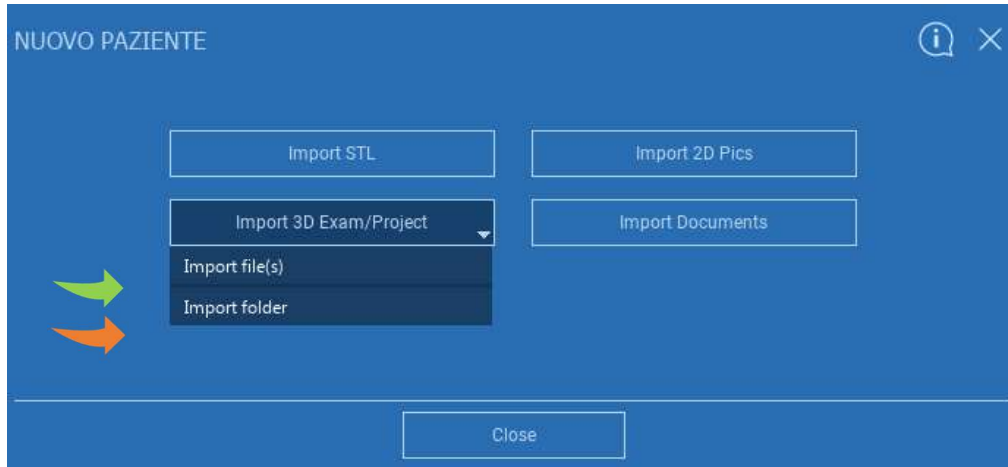 NUOVO PAZIENTE
Import STL
Import 2D Pics
Import 3D Exam/Project
Import Documents
Import file(s)
Import folder
Close